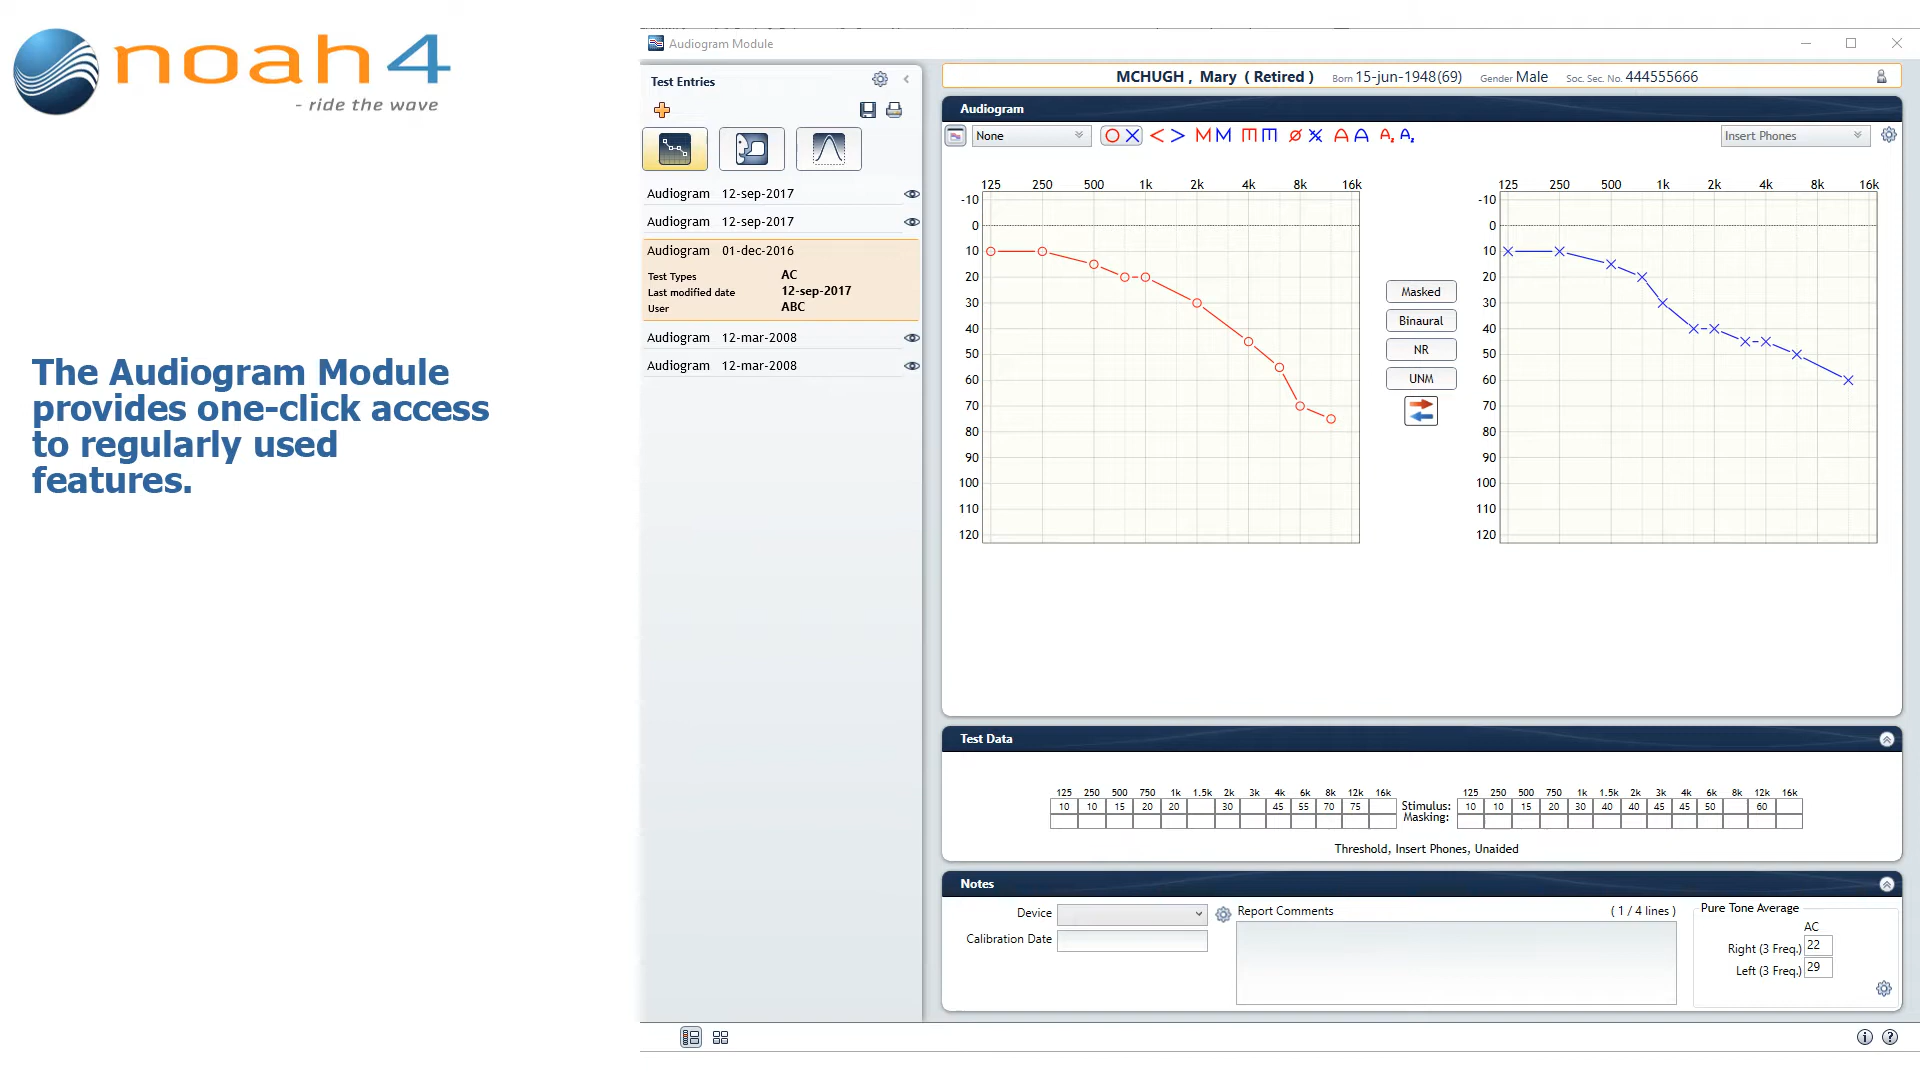 noah 4
- ride the wave
The Audiogram Module
provides one-click access
to regularly used
features.
Audiogram Module
Test Entries
Audiogram 12-sep-2017
Audiogram 12-sep-2017
Audiogram 01-dec-2016
Test Types AC
Last modified date 12-sep-2017
User ABC
Audiogram 12-mar-2008
Audiogram 12-mar-2008
MCHUGH , Mary ( Retired ) Born 15-jun-1948(69) Gender Male Soc. Sec. No. 444555666
Audiogram
None O X < > M M m m A A A A Insert Phones
125 250 500 1k 2k 4k 8k 16k
-10
0
10
20
30
40
50
60
70
80
90
100
110
120
Masked
Binaural
NR
UNM
125 250 500 1k 2k 4k 8k 16k
-10
0
10
20
30
40
50
60
70
80
90
100
110
120
Test Data
125 250 500 750 1k 1.5k 2k 3k 4k 6k 8k 12k 16k
10 10 15 20 20 30 45 55 70 75
Stimulus:
Masking:
125 250 500 750 1k 1.5k 2k 3k 4k 6k 8k 12k 16k
10 10 15 20 30 40 40 45 45 50 60
Threshold, Insert Phones, Unaided
Notes
Device
Calibration Date
Report Comments ( 1 / 4 lines )
Pure Tone Average
AC
Right (3 Freq.) 22
Left (3 Freq.) 29